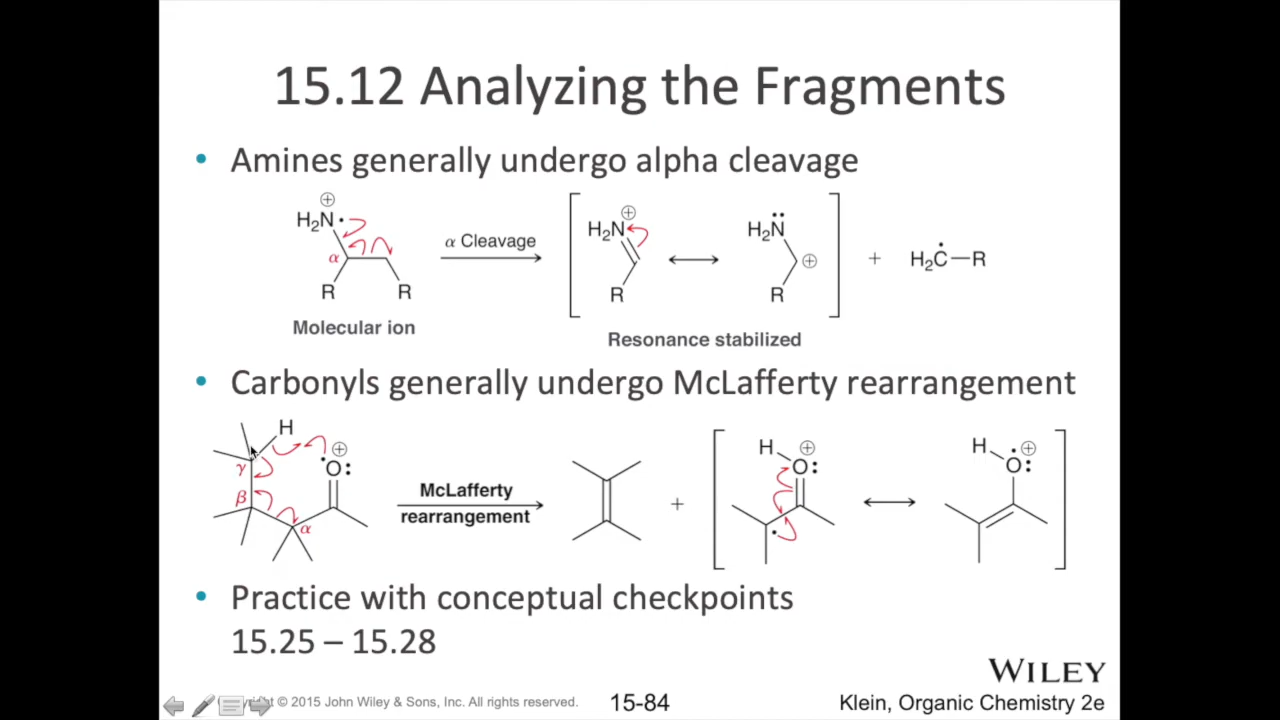 15.12 Analyzing the Fragments
• Amines generally undergo alpha cleavage
H₂N
α
R
R
Molecular ion
α Cleavage
H₂N
R
H₂N
R
Resonance stabilized
+
H₂C—R
• Carbonyls generally undergo McLafferty rearrangement
H
γ
β
α
O
McLafferty
rearrangement
+
H
O
H
O
• Practice with conceptual checkpoints
15.25 – 15.28
© 2015 John Wiley & Sons, Inc. All rights reserved.
15-84
WILEY
Klein, Organic Chemistry 2e